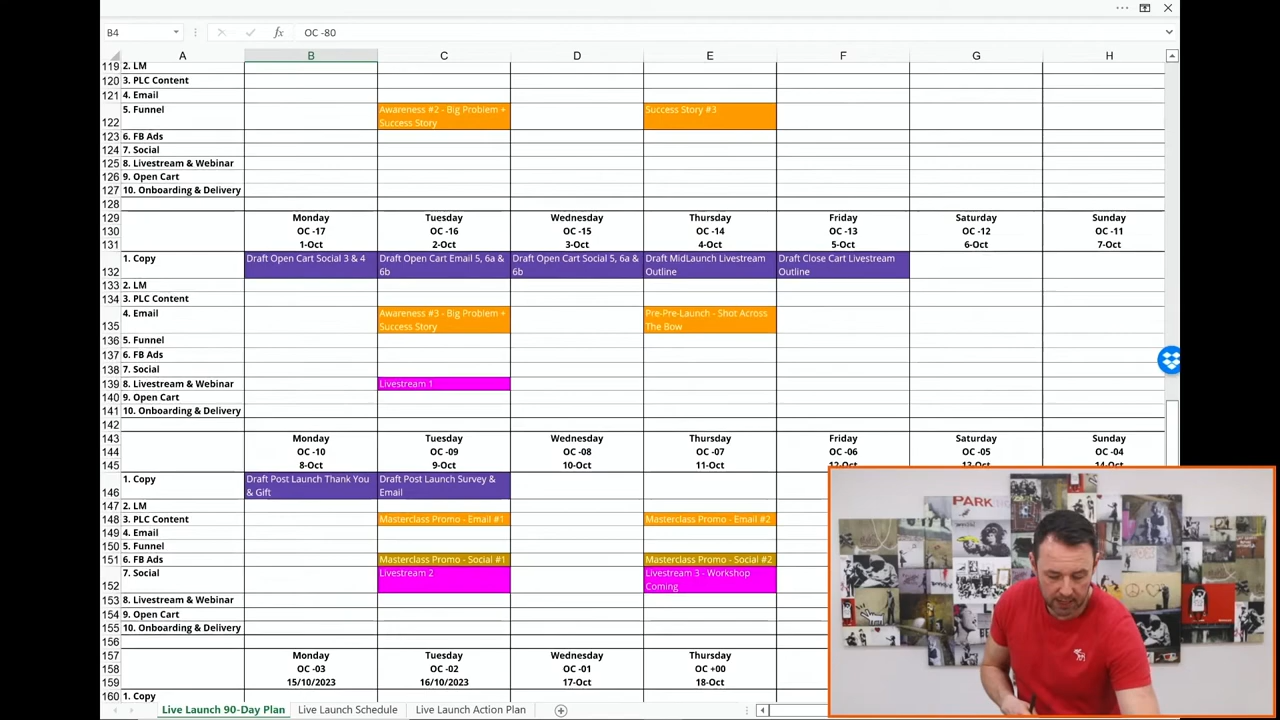 B4
fx
OC -80
A B C D E F G H
119 2. LM
120 3. PLC Content
121 4. Email
122 5. Funnel Awareness #2 - Big Problem + Success Story Success Story #3
123 6. FB Ads
124 7. Social
125 8. Livestream & Webinar
126 9. Open Cart
127 10. Onboarding & Delivery
128
129 Monday Tuesday Wednesday Thursday Friday Saturday Sunday
130 OC -17 OC -16 OC -15 OC -14 OC -13 OC -12 OC -11
131 1-Oct 2-Oct 3-Oct 4-Oct 5-Oct 6-Oct 7-Oct
1. Copy Draft Open Cart Social 3 & 4 Draft Open Cart Email 5, 6a & Draft Open Cart Social 5, 6a & Draft MidLaunch Livestream Draft Close Cart Livestream
132 6b 6b Outline Outline
133 2. LM
134 3. PLC Content
4. Email Awareness #3 - Big Problem + Pre-Pre-Launch - Shot Across
135 Success Story The Bow
136 5. Funnel
137 6. FB Ads
138 7. Social
139 8. Livestream & Webinar Livestream 1
140 9. Open Cart
141 10. Onboarding & Delivery
142
143 Monday Tuesday Wednesday Thursday Friday Saturday Sunday
144 OC -10 OC -09 OC -08 OC -07 OC -06 OC -05 OC -04
145 8-Oct 9-Oct 10-Oct 11-Oct 12-Oct 13-Oct 14-Oct
1. Copy Draft Post Launch Thank You Draft Post Launch Survey &
146 & Gift Email
147 2. LM
148 3. PLC Content Masterclass Promo - Email #1 Masterclass Promo - Email #2
149 4. Email
150 5. Funnel
151 6. FB Ads Masterclass Promo - Social #1 Masterclass Promo - Social #2
7. Social Livestream 2 Livestream 3 - Workshop
152 Coming
153 8. Livestream & Webinar
154 9. Open Cart
155 10. Onboarding & Delivery
156
157 Monday Tuesday Wednesday Thursday
158 OC -03 OC -02 OC -01 OC +00
159 15/10/2023 16/10/2023 17-Oct 18-Oct
160 1. Copy
Live Launch 90-Day Plan Live Launch Schedule Live Launch Action Plan
PARK